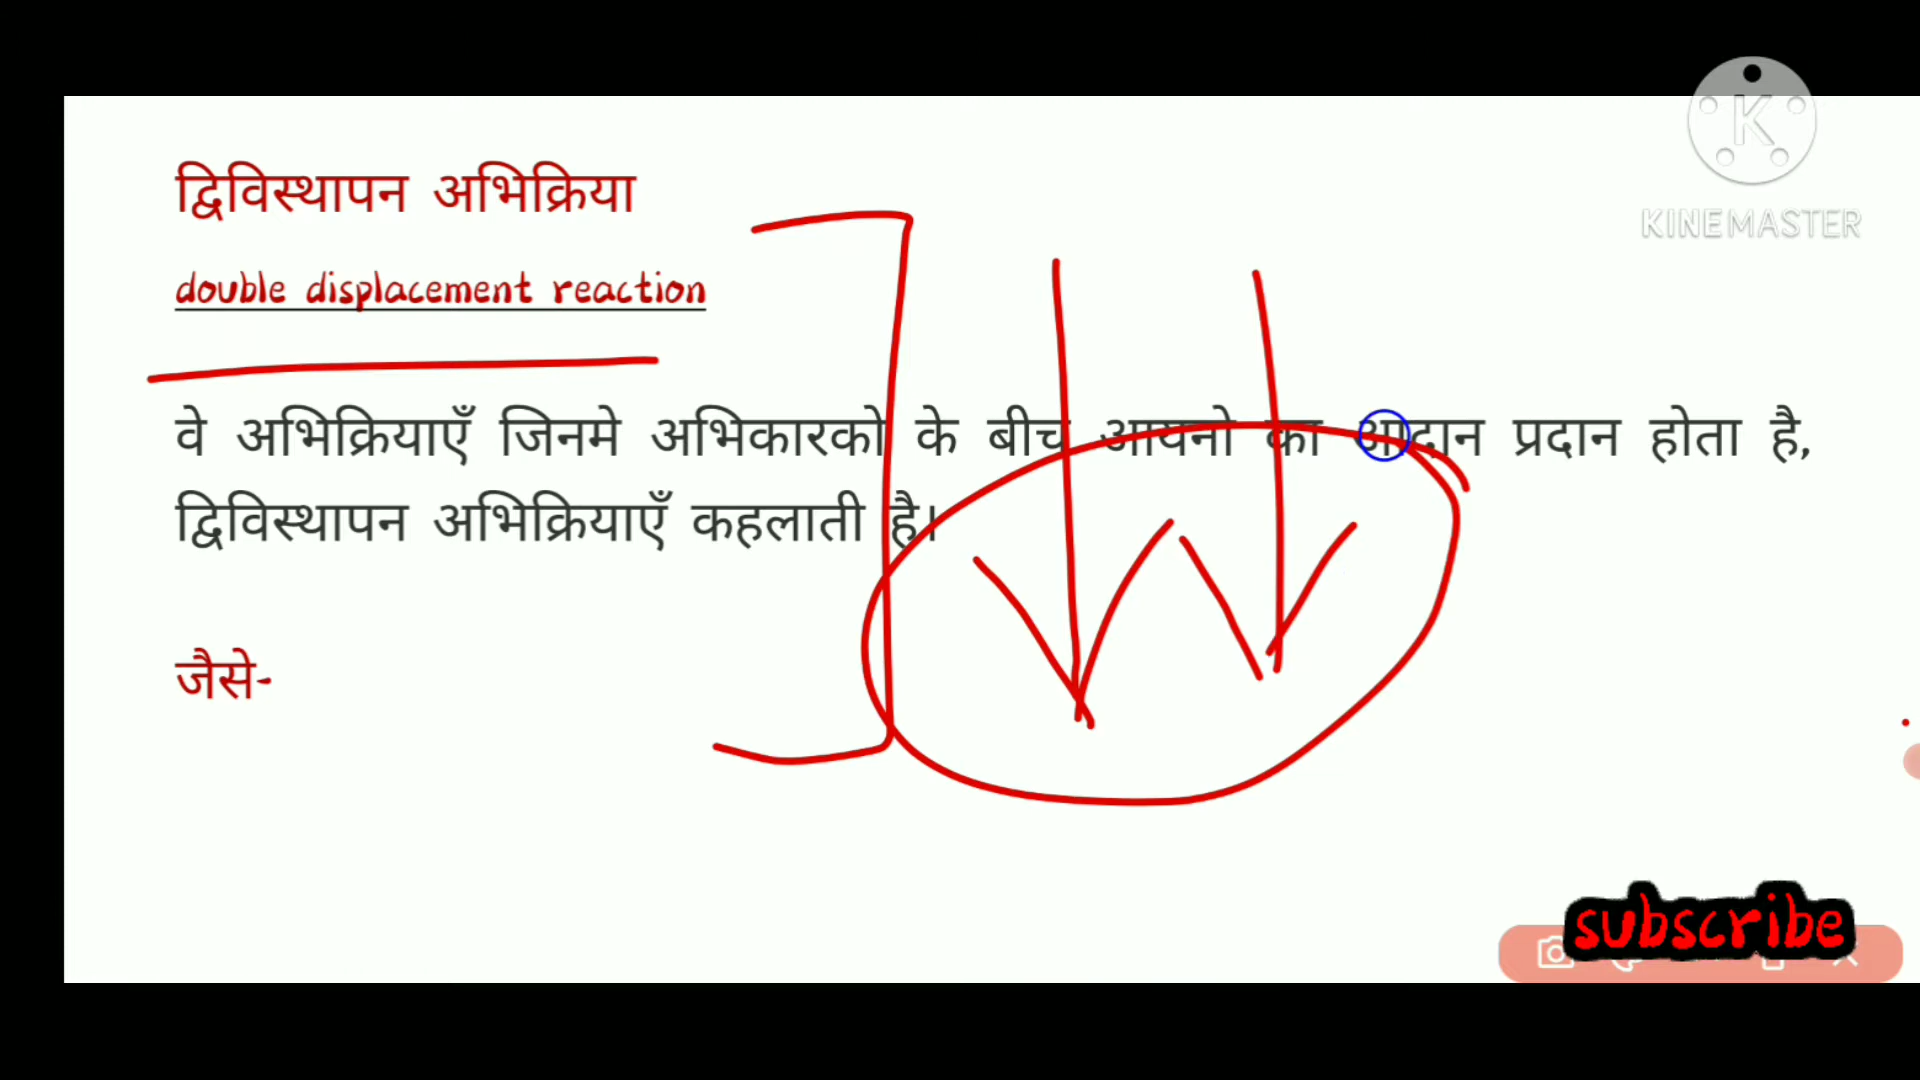 द्विविस्थापन अभिक्रिया
double displacement reaction
वे अभिक्रियाएँ जिनमे अभिकारको के बीच आयनो का आदान प्रदान होता है,
द्विविस्थापन अभिक्रियाएँ कहलाती है।
जैसे-
K
KINEMASTER
subscribe